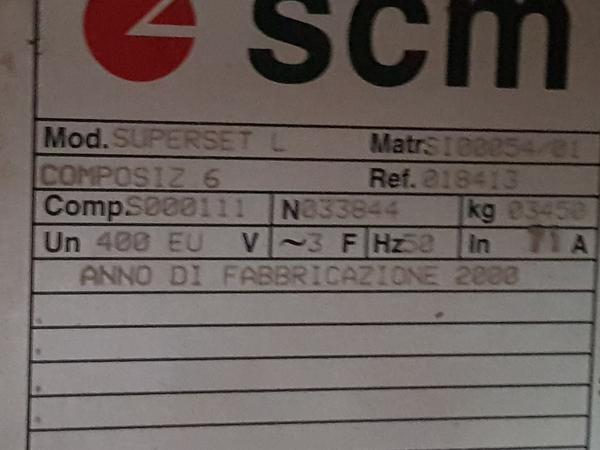 scm
Mod. SUPERSET L Matr. SI00054/01
COMPOSIZ 6 Ref. 018413
Comp. S000111 N 033844 kg 03450
Un 400 EU V ~3 F Hz 50 In 71 A
ANNO DI FABBRICAZIONE 2000